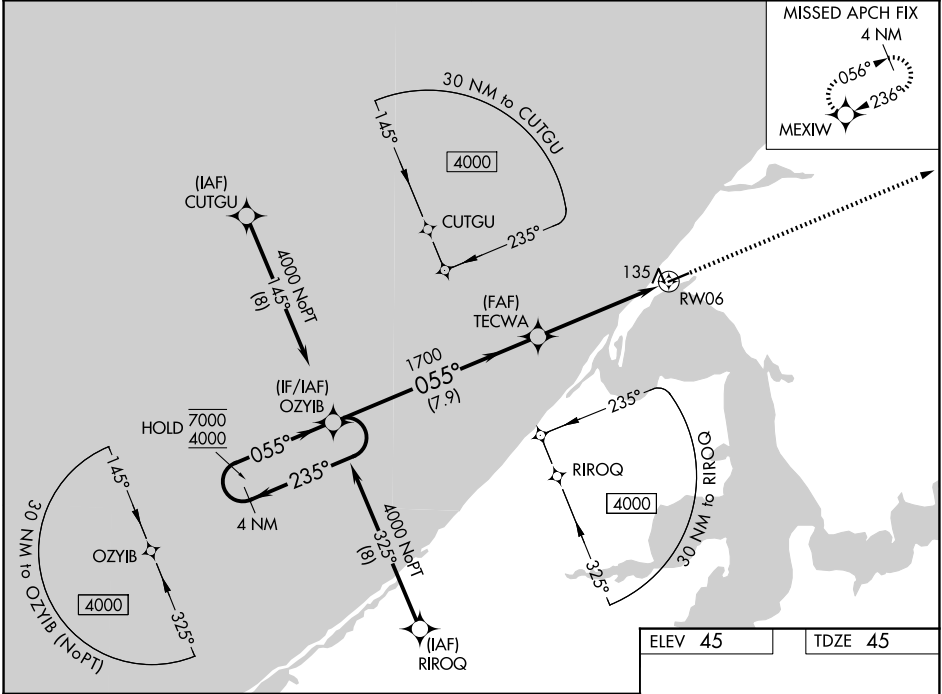 MISSED APCH FIX
4 NM
056°
236°
MEXIW
30 NM to CUTGU
145°
4000
CUTGU
235°
(IAF)
CUTGU
4000 NoPT
145°
(8)
135
RW06
(FAF)
TECWA
1700
055°
(7.9)
(IF/IAF)
OZYIB
HOLD
7000
4000
055°
235°
4 NM
145°
OZYIB
4000
325°
30 NM to OZYIB (NoPT)
4000 NoPT
325°
(8)
(IAF)
RIROQ
235°
RIROQ
4000
325°
30 NM to RIROQ
ELEV 45
TDZE 45